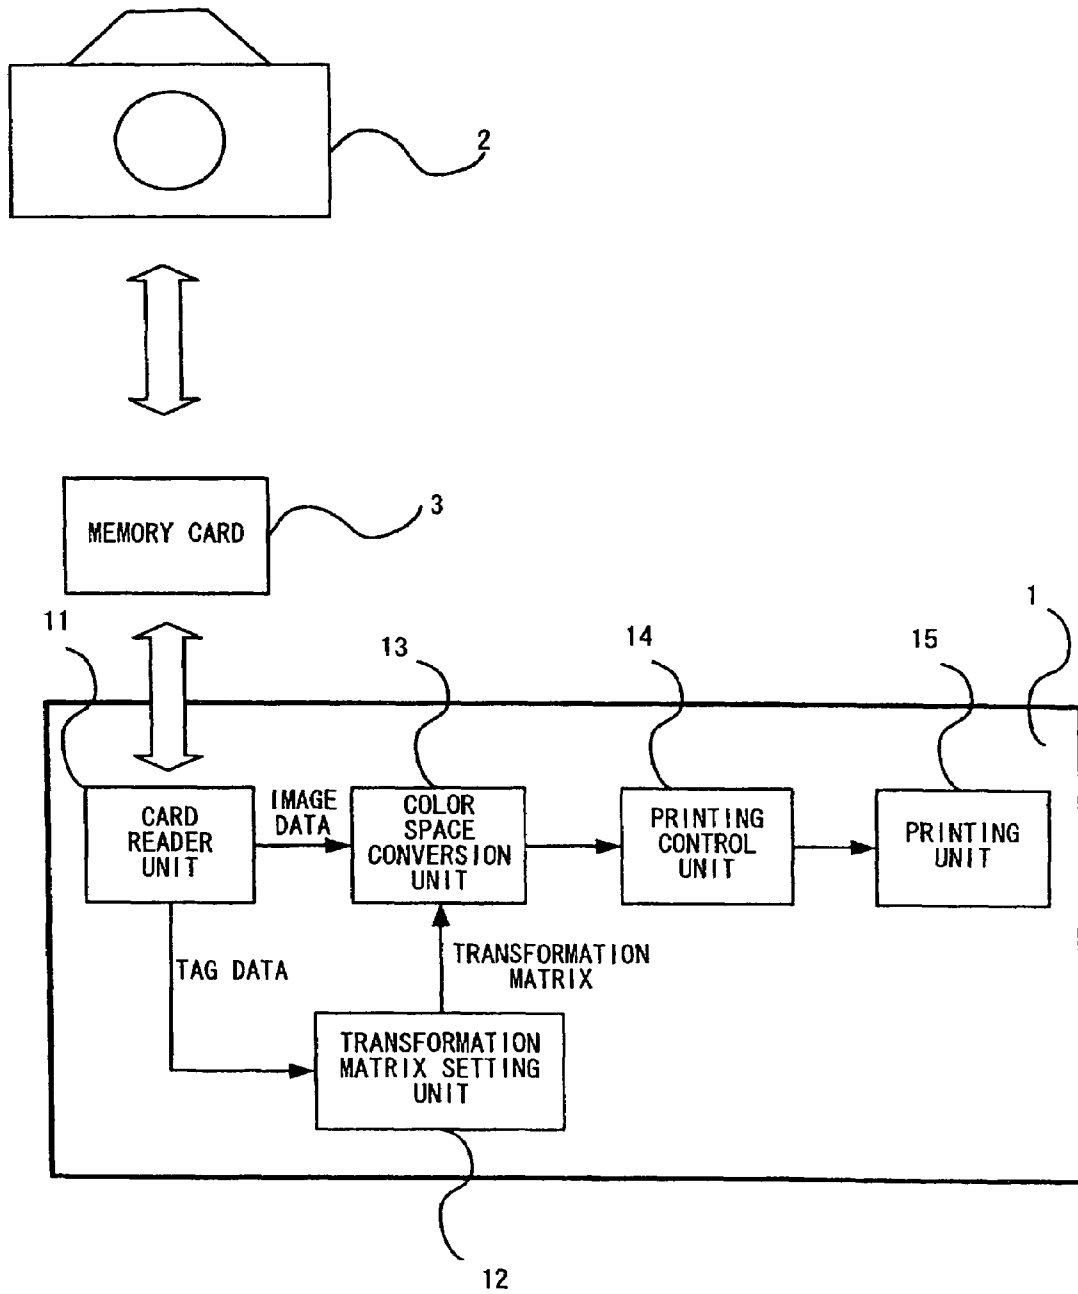 2
MEMORY CARD
3
11
13
14
15
1
CARD
READER
UNIT
IMAGE
DATA
COLOR
SPACE
CONVERSION
UNIT
PRINTING
CONTROL
UNIT
PRINTING
UNIT
TAG DATA
TRANSFORMATION
MATRIX
TRANSFORMATION
MATRIX SETTING
UNIT
12